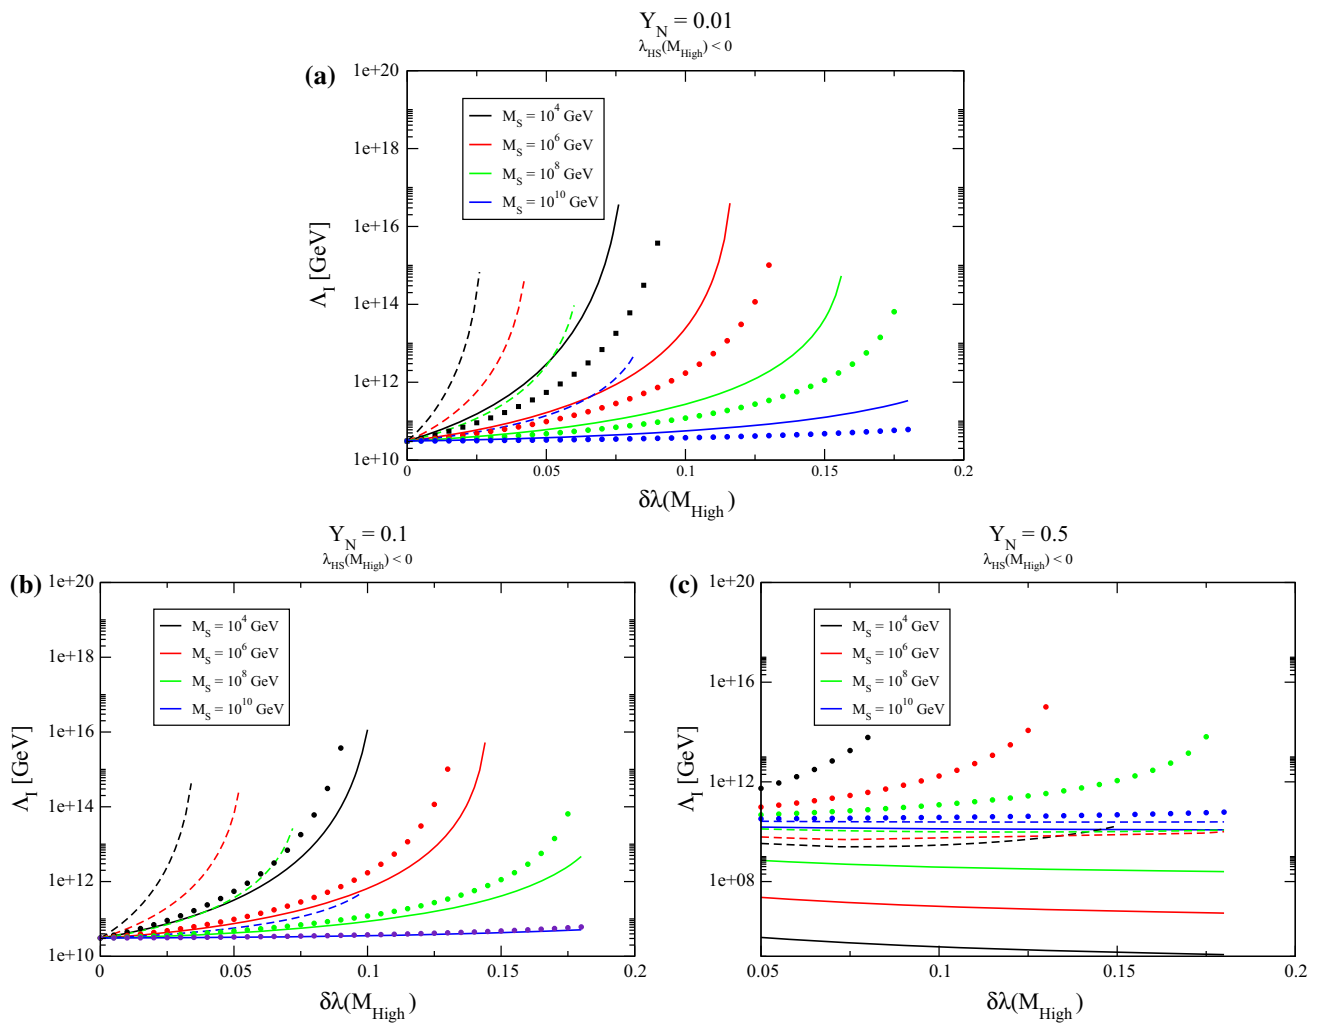 Y_N = 0.01
λ_HS(M_High) < 0
(a)
1e+20
1e+18
1e+16
1e+14
1e+12
1e+10
Λ_I [GeV]
M_S = 10^4 GeV
M_S = 10^6 GeV
M_S = 10^8 GeV
M_S = 10^10 GeV
0 0.05 0.1 0.15 0.2
δλ(M_High)
Y_N = 0.1
λ_HS(M_High) < 0
(b)
1e+20
1e+18
1e+16
1e+14
1e+12
1e+10
Λ_I [GeV]
M_S = 10^4 GeV
M_S = 10^6 GeV
M_S = 10^8 GeV
M_S = 10^10 GeV
0 0.05 0.1 0.15 0.2
δλ(M_High)
Y_N = 0.5
λ_HS(M_High) < 0
(c)
1e+20
1e+16
1e+12
1e+08
Λ_I [GeV]
M_S = 10^4 GeV
M_S = 10^6 GeV
M_S = 10^8 GeV
M_S = 10^10 GeV
0.05 0.1 0.15 0.2
δλ(M_High)